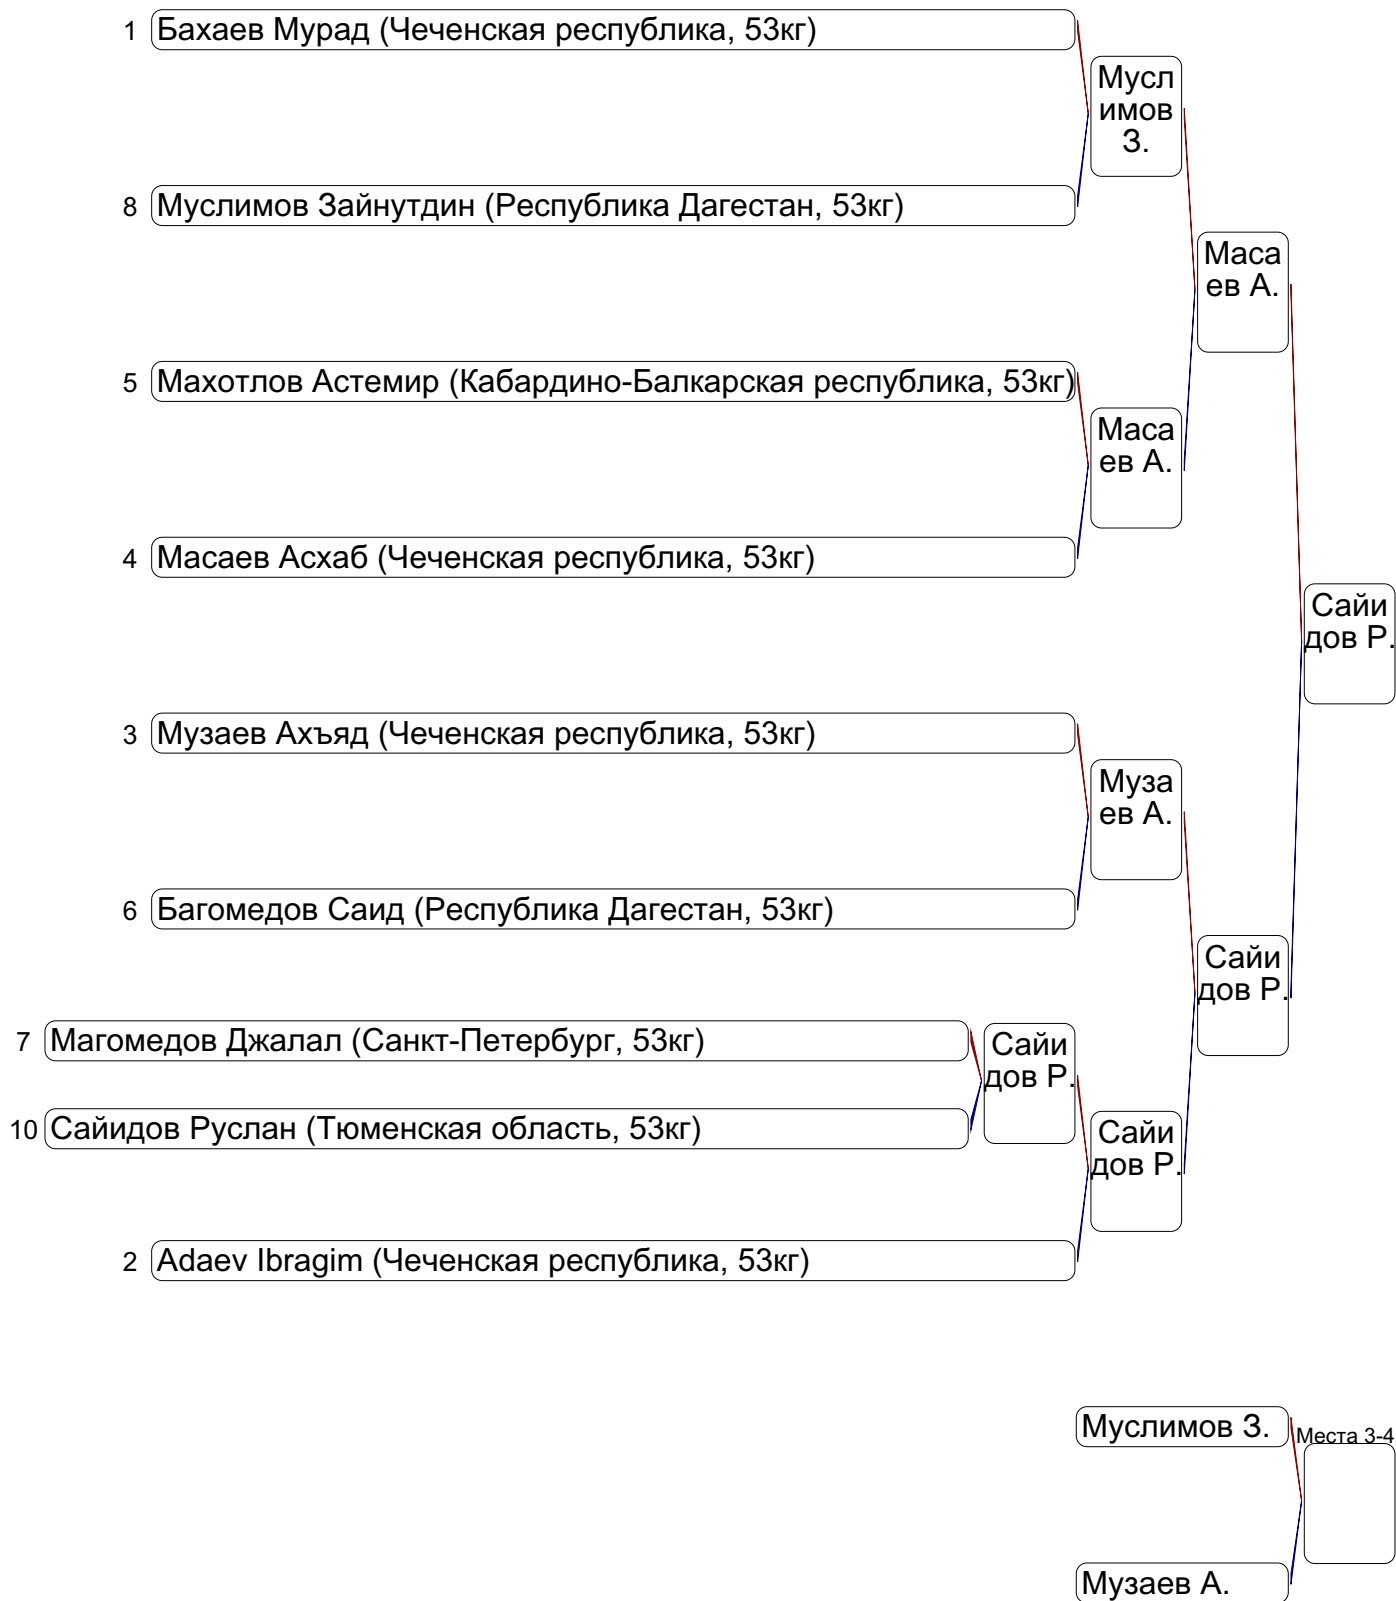 1 Бахаев Мурад (Чеченская республика, 53кг)
Мусл
имов
З.
8 Муслимов Зайнутдин (Республика Дагестан, 53кг)
Маса
ев А.
5 Махотлов Астемир (Кабардино-Балкарская республика, 53кг)
Маса
ев А.
4 Масаев Асхаб (Чеченская республика, 53кг)
Сайи
дов Р.
3 Музаев Ахъяд (Чеченская республика, 53кг)
Муза
ев А.
6 Багомедов Саид (Республика Дагестан, 53кг)
Сайи
дов Р.
7 Магомедов Джалал (Санкт-Петербург, 53кг)
Сайи
дов Р.
10 Сайидов Руслан (Тюменская область, 53кг)
Сайи
дов Р.
2 Adaev Ibragim (Чеченская республика, 53кг)
Муслимов З.
Места 3-4
Музаев А.